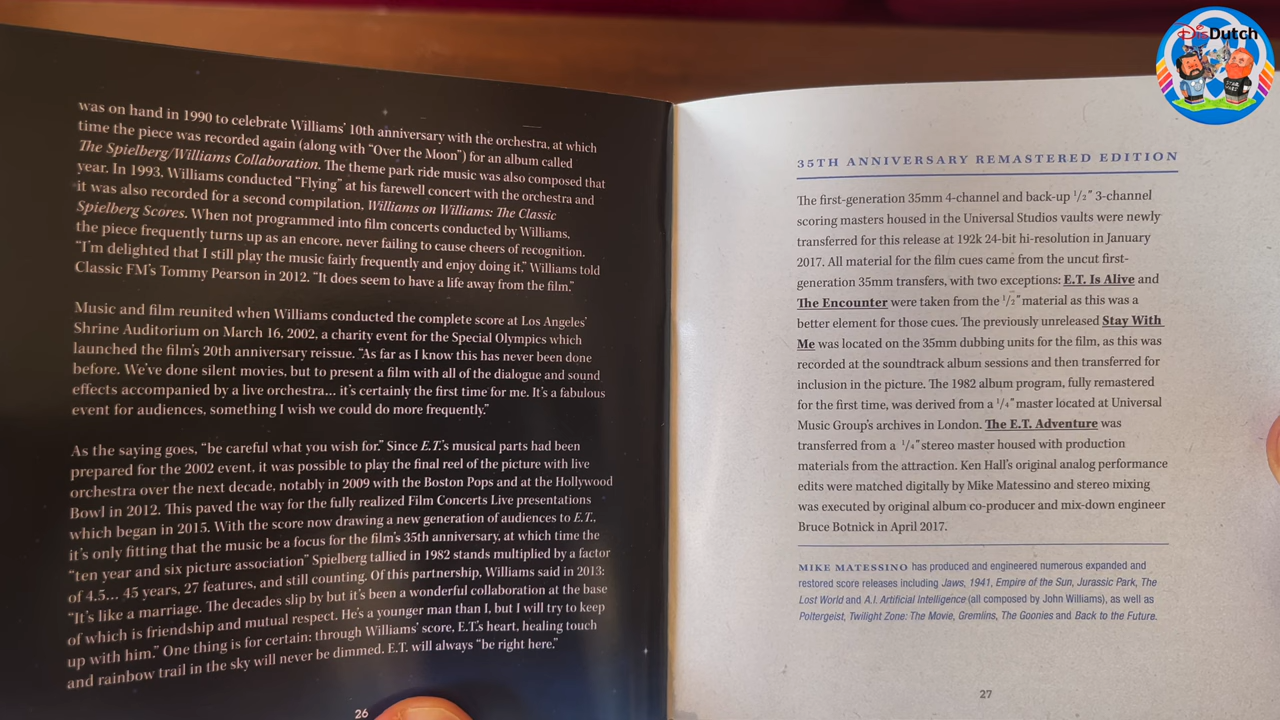 was on hand in 1990 to celebrate Williams' 10th anniversary with the orchestra, at which
time the piece was recorded again (along with "Over the Moon") for an album called
The Spielberg/Williams Collaboration. The theme park ride music was also composed that
year. In 1993, Williams conducted "Flying" at his farewell concert with the orchestra and
it was also recorded for a second compilation, Williams on Williams: The Classic
Spielberg Scores. When not programmed into film concerts conducted by Williams,
the piece frequently turns up as an encore, never failing to cause cheers of recognition.
"I'm delighted that I still play the music fairly frequently and enjoy doing it," Williams told
Classic FM's Tommy Pearson in 2012. "It does seem to have a life away from the film."
Music and film reunited when Williams conducted the complete score at Los Angeles'
Shrine Auditorium on March 16, 2002, a charity event for the Special Olympics which
launched the film's 20th anniversary reissue. "As far as I know this has never been done
before. We've done silent movies, but to present a film with all of the dialogue and sound
effects accompanied by a live orchestra... it's certainly the first time for me. It's a fabulous
event for audiences, something I wish we could do more frequently."
As the saying goes, "be careful what you wish for." Since E.T.'s musical parts had been
prepared for the 2002 event, it was possible to play the final reel of the picture with live
orchestra over the next decade, notably in 2009 with the Boston Pops and at the Hollywood
Bowl in 2012. This paved the way for the fully realized Film Concerts Live presentations
which began in 2015. With the score now drawing a new generation of audiences to E.T.,
it's only fitting that the music be a focus for the film's 35th anniversary, at which time the
"ten year and six picture association" Spielberg tallied in 1982 stands multiplied by a factor
of 4.5... 45 years, 27 features, and still counting. Of this partnership, Williams said in 2013:
"It's like a marriage. The decades slip by but it's been a wonderful collaboration at the base
of which is friendship and mutual respect. He's a younger man than I, but I will try to keep
up with him." One thing is for certain: through Williams' score, E.T.'s heart, healing touch
and rainbow trail in the sky will never be dimmed. E.T. will always "be right here."
26
35TH ANNIVERSARY REMASTERED EDITION
The first-generation 35mm 4-channel and back-up 1/2" 3-channel
scoring masters housed in the Universal Studios vaults were newly
transferred for this release at 192k 24-bit hi-resolution in January
2017. All material for the film cues came from the uncut first-
generation 35mm transfers, with two exceptions: E.T. Is Alive and
The Encounter were taken from the 1/2" material as this was a
better element for those cues. The previously unreleased Stay With
Me was located on the 35mm dubbing units for the film, as this was
recorded at the soundtrack album sessions and then transferred for
inclusion in the picture. The 1982 album program, fully remastered
for the first time, was derived from a 1/4" master located at Universal
Music Group's archives in London. The E.T. Adventure was
transferred from a 1/4" stereo master housed with production
materials from the attraction. Ken Hall's original analog performance
edits were matched digitally by Mike Matessino and stereo mixing
was executed by original album co-producer and mix-down engineer
Bruce Botnick in April 2017.
MIKE MATESSINO has produced and engineered numerous expanded and
restored score releases including Jaws, 1941, Empire of the Sun, Jurassic Park, The
Lost World and A.I. Artificial Intelligence (all composed by John Williams), as well as
Poltergeist, Twilight Zone: The Movie, Gremlins, The Goonies and Back to the Future.
27
DisDutch